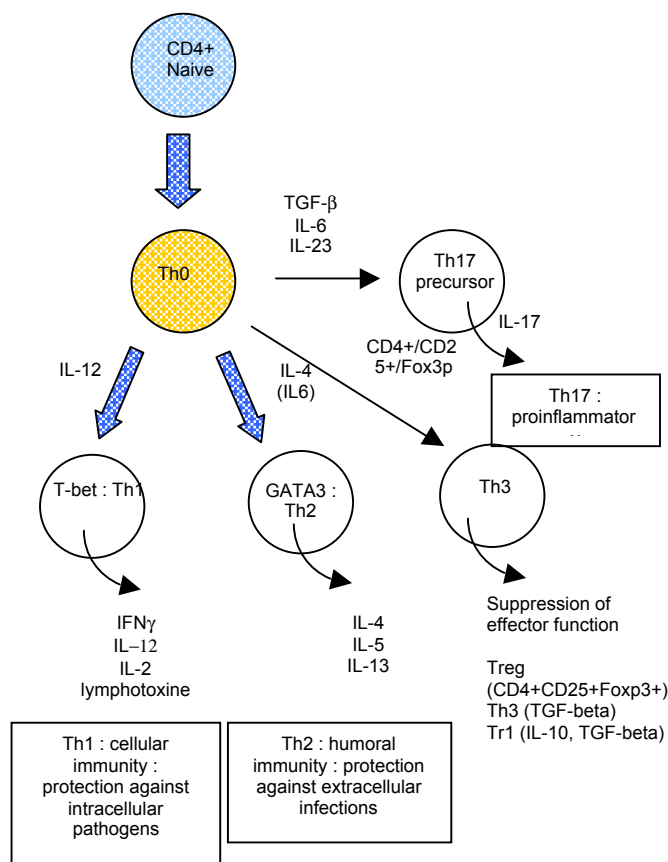 CD4+
Naive
TGF-β
IL-6
IL-23
Th0
Th17
precursor
IL-17
CD4+/CD2
5+/Fox3p
IL-12
IL-4
(IL6)
Th17 :
proinflammator
T-bet : Th1
GATA3 :
Th2
Th3
IFNγ
IL–12
IL-2
lymphotoxine
IL-4
IL-5
IL-13
Suppression of
effector function
Treg
(CD4+CD25+Foxp3+)
Th3 (TGF-beta)
Tr1 (IL-10, TGF-beta)
Th1 : cellular
immunity :
protection against
intracellular
pathogens
Th2 : humoral
immunity : protection
against extracellular
infections